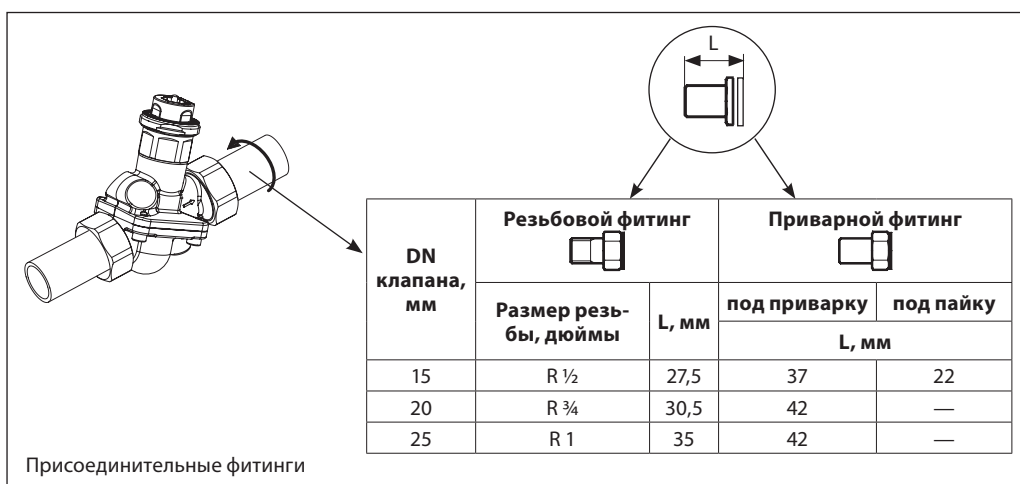 L
DN
клапана,
мм
Резьбовой фитинг
Приварной фитинг
Размер резь-
бы, дюймы
L, мм
под приварку
под пайку
L, мм
15 R ½ 27,5 37 22
20 R ¾ 30,5 42 —
25 R 1 35 42 —
Присоединительные фитинги